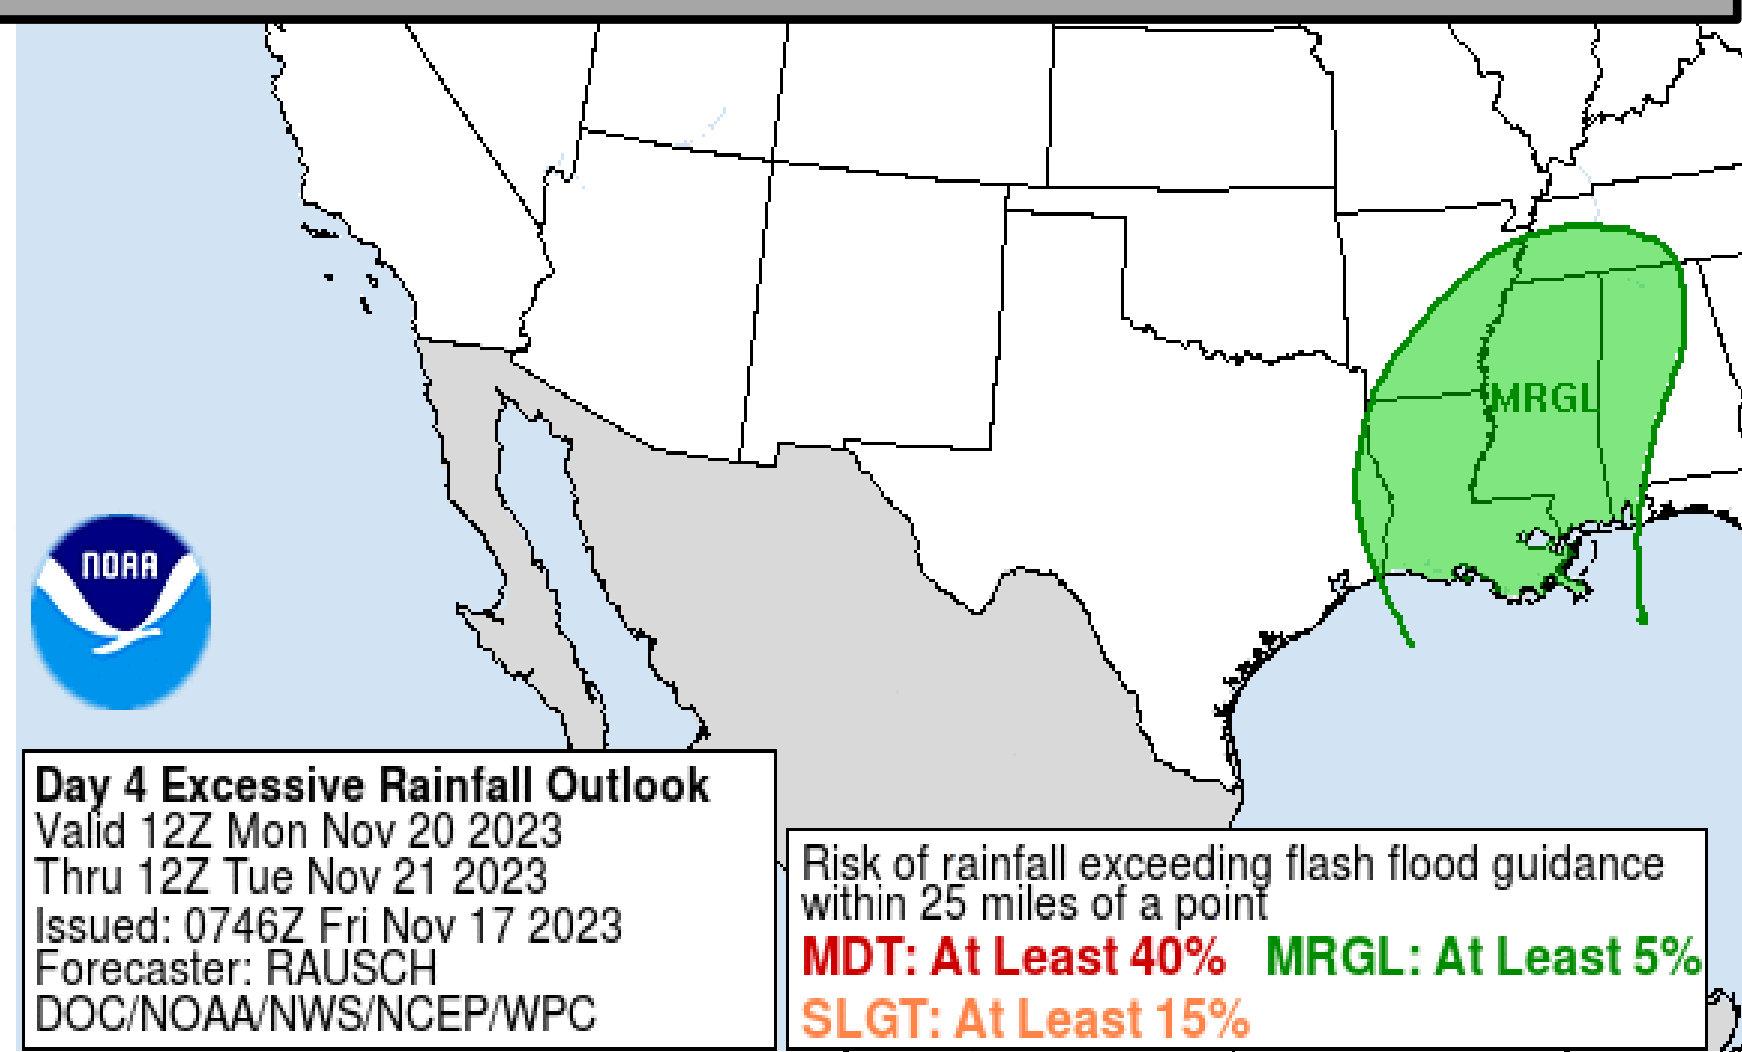 MRGL
NOAA
Day 4 Excessive Rainfall Outlook
Valid 12Z Mon Nov 20 2023
Thru 12Z Tue Nov 21 2023
Issued: 0746Z Fri Nov 17 2023
Forecaster: RAUSCH
DOC/NOAA/NWS/NCEP/WPC
Risk of rainfall exceeding flash flood guidance
within 25 miles of a point
MDT: At Least 40% MRGL: At Least 5%
SLGT: At Least 15%